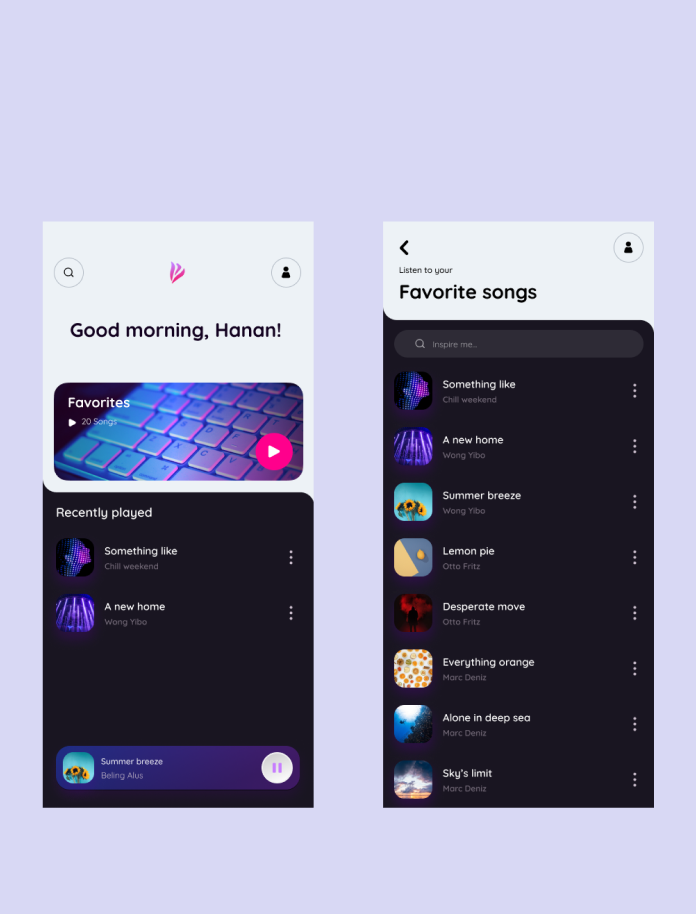 Good morning, Hanan!
Favorites
20 Songs
Recently played
Something like
Chill weekend
A new home
Wong Yibo
Summer breeze
Beling Alus
Listen to your
Favorite songs
Inspire me...
Something like
Chill weekend
A new home
Wong Yibo
Summer breeze
Wong Yibo
Lemon pie
Otto Fritz
Desperate move
Otto Fritz
Everything orange
Marc Deniz
Alone in deep sea
Marc Deniz
Sky's limit
Marc Deniz